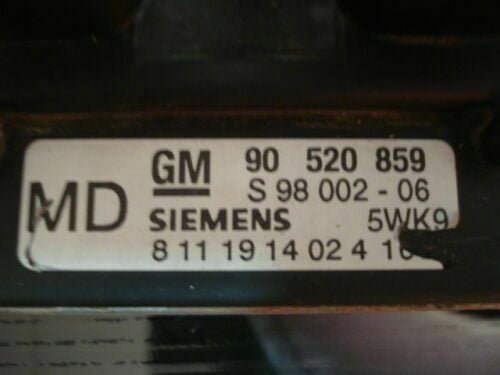 MD
GM 90 520 859
S 98 002 - 06
SIEMENS 5WK9
8 11 19 14 02 4